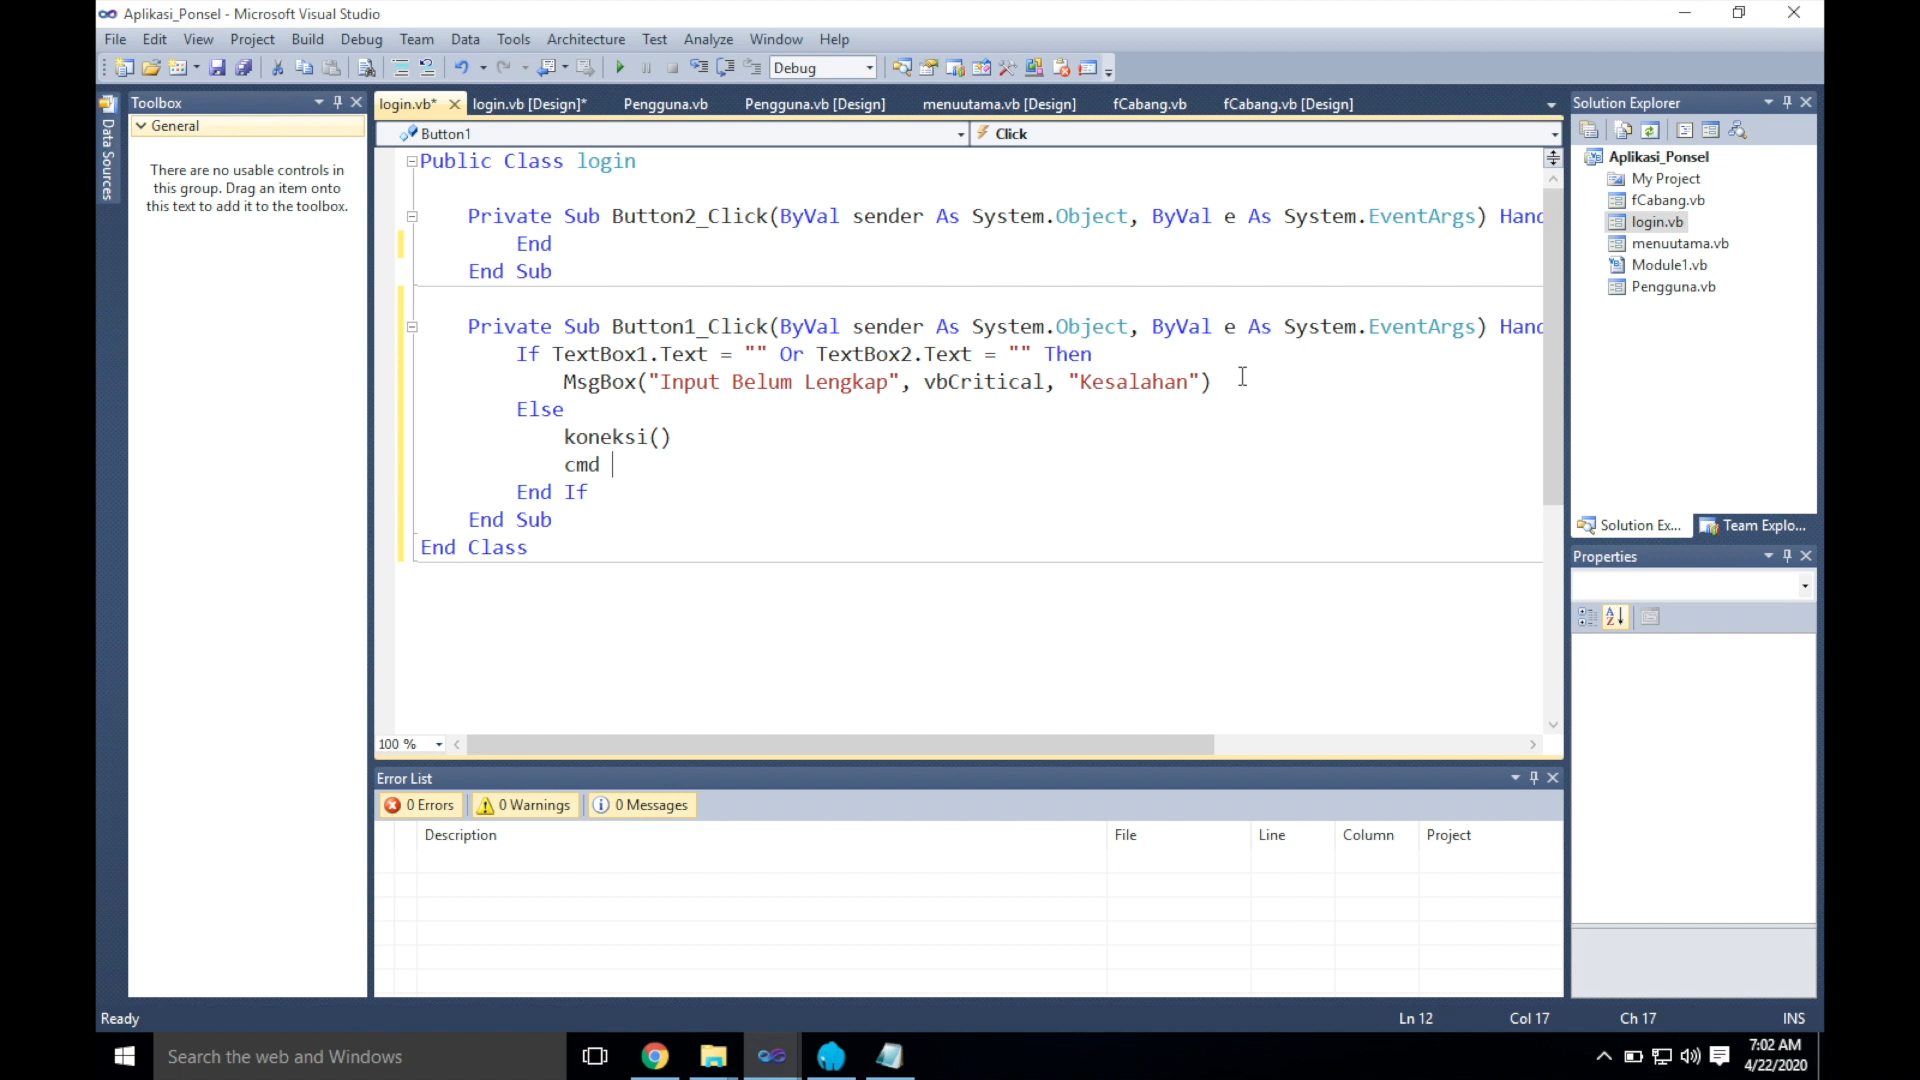 Aplikasi_Ponsel - Microsoft Visual Studio
File Edit View Project Build Debug Team Data Tools Architecture Test Analyze Window Help
Debug
Data Sources
Toolbox
General
There are no usable controls in
this group. Drag an item onto
this text to add it to the toolbox.
login.vb* login.vb [Design]* Pengguna.vb Pengguna.vb [Design] menuutama.vb [Design] fCabang.vb fCabang.vb [Design]
Button1 Click
Public Class login
Private Sub Button2_Click(ByVal sender As System.Object, ByVal e As System.EventArgs) Hand
End
End Sub
Private Sub Button1_Click(ByVal sender As System.Object, ByVal e As System.EventArgs) Hand
If TextBox1.Text = "" Or TextBox2.Text = "" Then
MsgBox("Input Belum Lengkap", vbCritical, "Kesalahan")
Else
koneksi()
cmd
End If
End Sub
End Class
100 %
Error List
0 Errors 0 Warnings 0 Messages
Description File Line Column Project
Solution Explorer
Aplikasi_Ponsel
My Project
fCabang.vb
login.vb
menuutama.vb
Module1.vb
Pengguna.vb
Solution Ex... Team Explo...
Properties
Ready Ln 12 Col 17 Ch 17 INS
Search the web and Windows
7:02 AM
4/22/2020